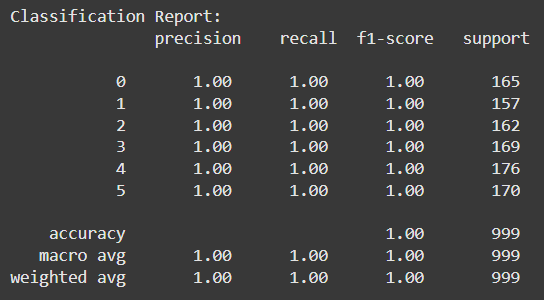 Classification Report:
precision recall f1-score support
0 1.00 1.00 1.00 165
1 1.00 1.00 1.00 157
2 1.00 1.00 1.00 162
3 1.00 1.00 1.00 169
4 1.00 1.00 1.00 176
5 1.00 1.00 1.00 170
accuracy 1.00 999
macro avg 1.00 1.00 1.00 999
weighted avg 1.00 1.00 1.00 999